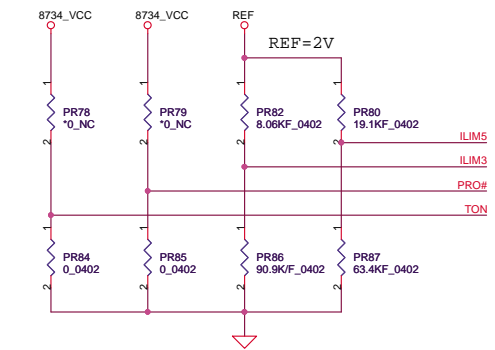 8734_VCC 8734_VCC REF
REF=2V
1 1 1 1
PR78 PR79 PR82 PR80
*0_NC *0_NC 8.06KF_0402 19.1KF_0402
2 2 2 2
ILIM5
ILIM3
PRO#
TON
1 1 1 1
PR84 PR85 PR86 PR87
0_0402 0_0402 90.9K/F_0402 63.4KF_0402
2 2 2 2